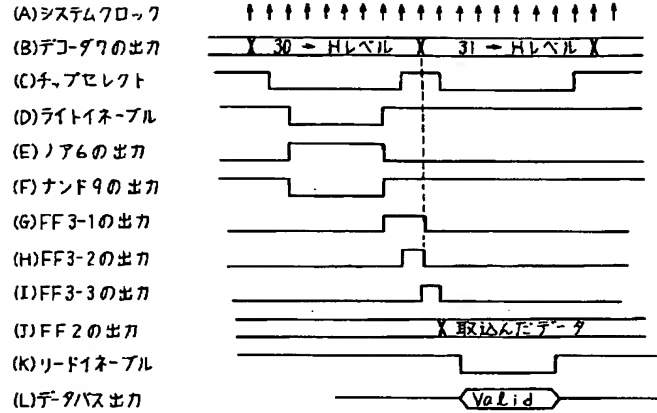 (A)システムクロック
(B)デコーダ7の出力 30 → Hレベル 31 → Hレベル
(C)チップセレクト
(D)ライトイネーブル
(E)ノア6の出力
(F)ナンド9の出力
(G)FF3-1の出力
(H)FF3-2の出力
(I)FF3-3の出力
(J)FF2の出力 取込んだデータ
(K)リードイネーブル
(L)データバス出力 Valid